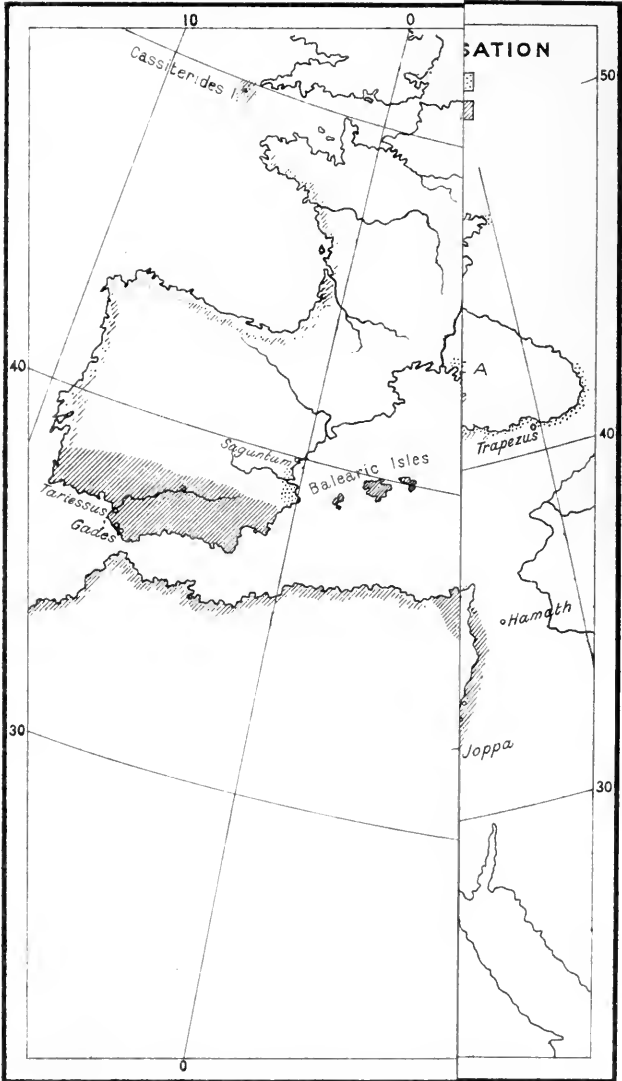 10
0
SATION
50
Cassiterides I.
40
A
Saguntum
Balearic Isles
Trapezus
40
Tartessus
Gades
Hamath
30
Joppa
30
0